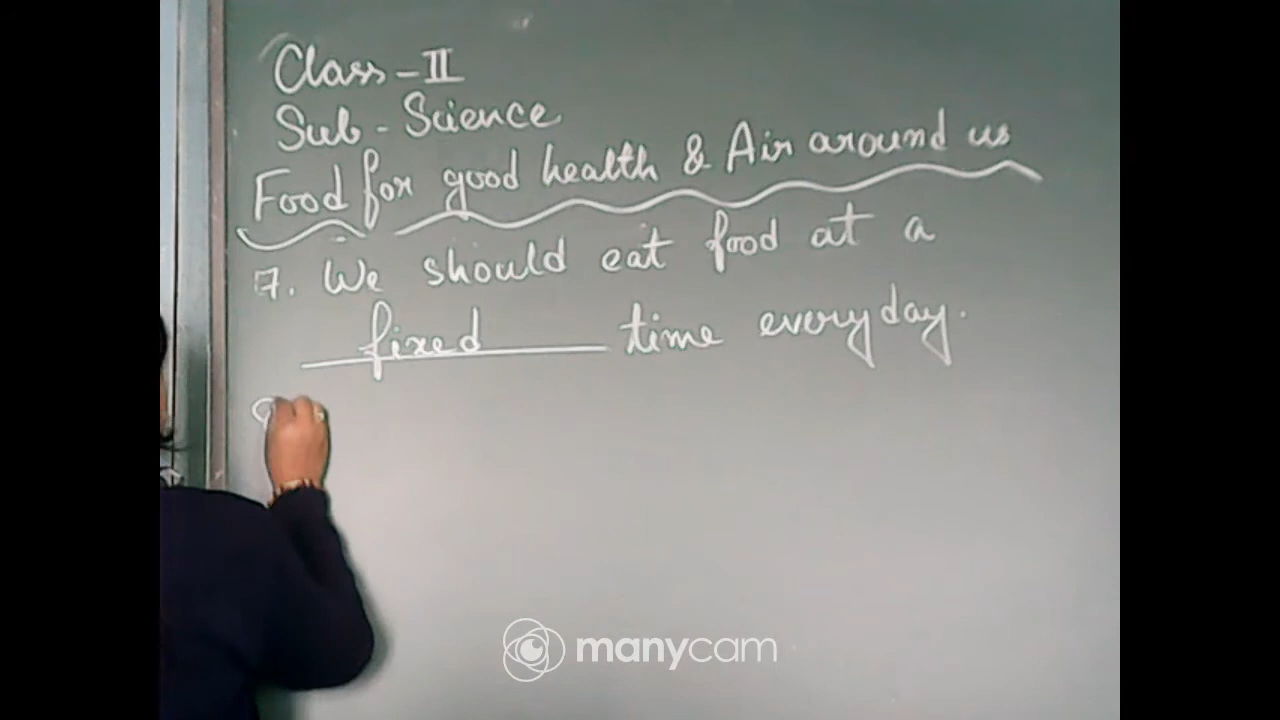 Class - II
Sub - Science
Food for good health & Air around us
7. We should eat food at a
fixed time everyday.
manycam